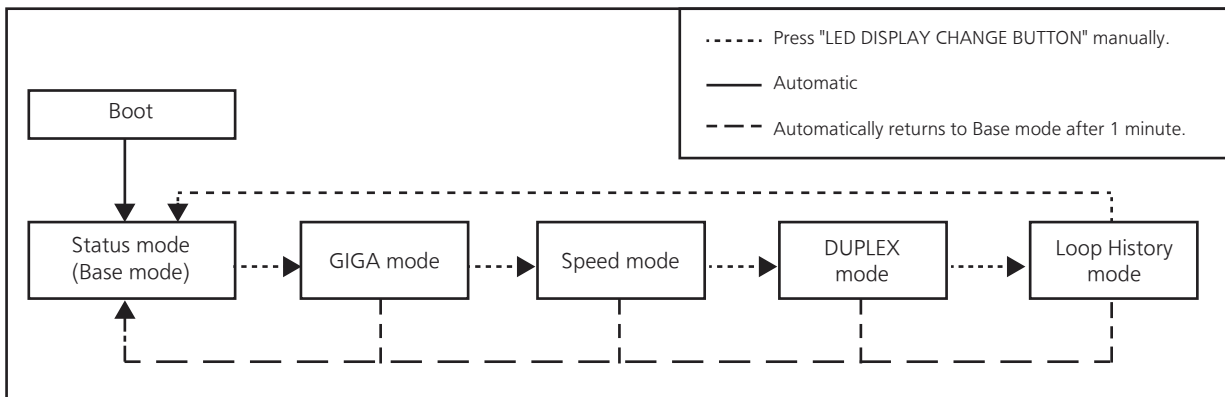 Press "LED DISPLAY CHANGE BUTTON" manually.
Automatic
Automatically returns to Base mode after 1 minute.
Boot
Status mode
(Base mode)
GIGA mode
Speed mode
DUPLEX
mode
Loop History
mode